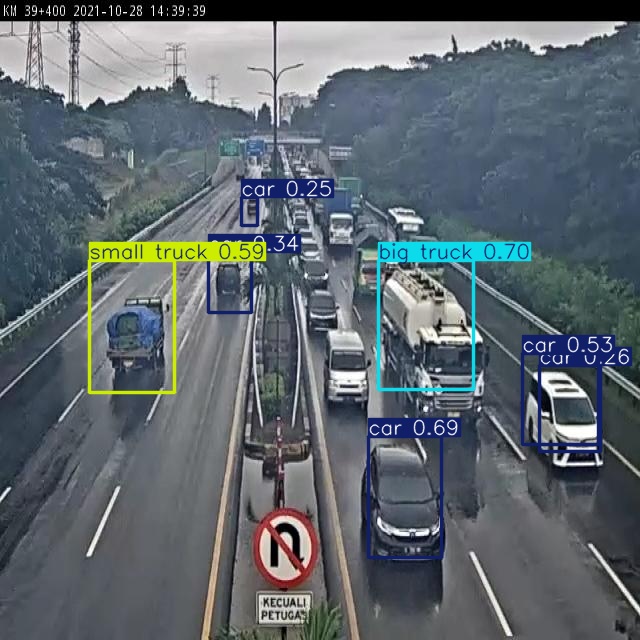 KM 39+400 2021-10-28 14:39:39
car 0.25
0.34
small truck 0.59
big truck 0.70
car 0.53
car 0.26
car 0.69
KECUALI
PETUGAS